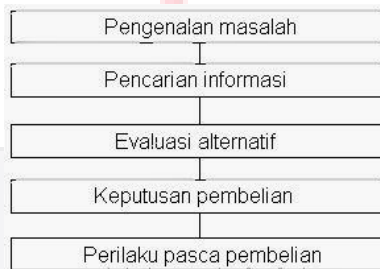 Pengenalan masalah
Pencarian informasi
Evaluasi alternatif
Keputusan pembelian
Perilaku pasca pembelian